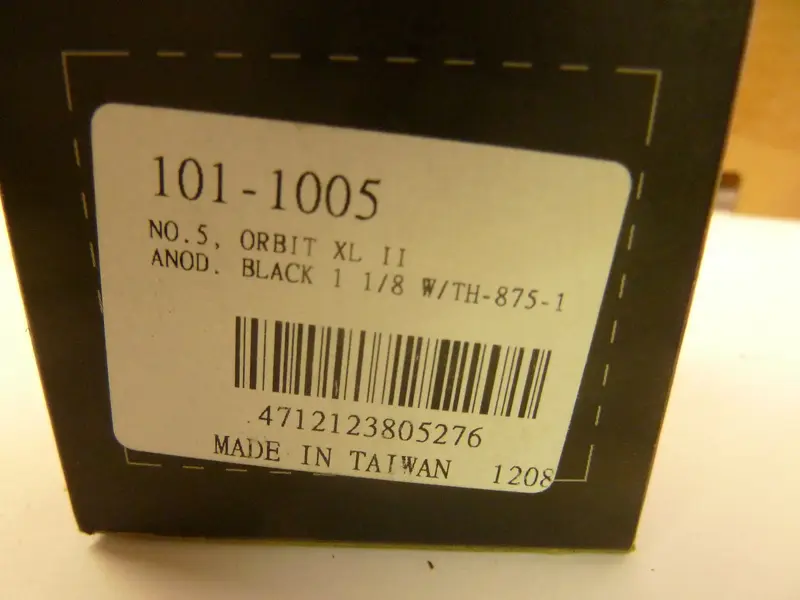 101-1005
NO.5, ORBIT XL II
ANOD. BLACK 1 1/8 W/TH-875-1
4712123805276
MADE IN TAIWAN 1208